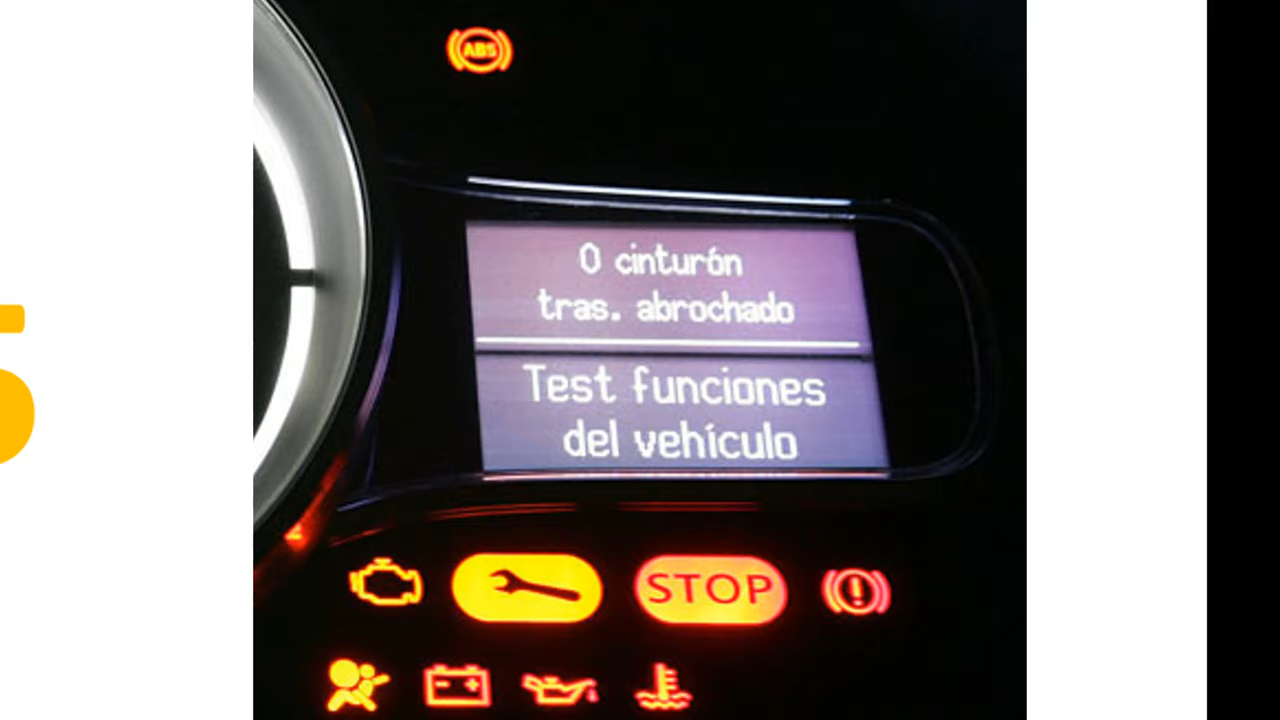 ABS
0 cinturón
tras. abrochado
Test funciones
del vehículo
STOP